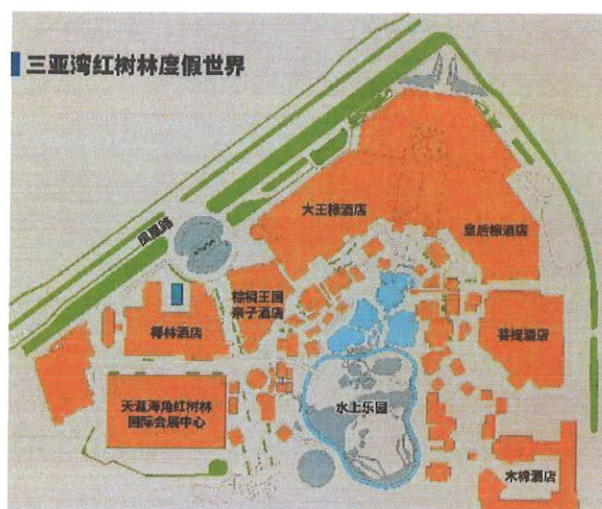 三亚湾红树林度假世界
凤凰路
大王棕酒店
皇后棕酒店
棕榈王国
亲子酒店
椰林酒店
菩提酒店
天涯海角红树林
国际会展中心
水上乐园
木棉酒店